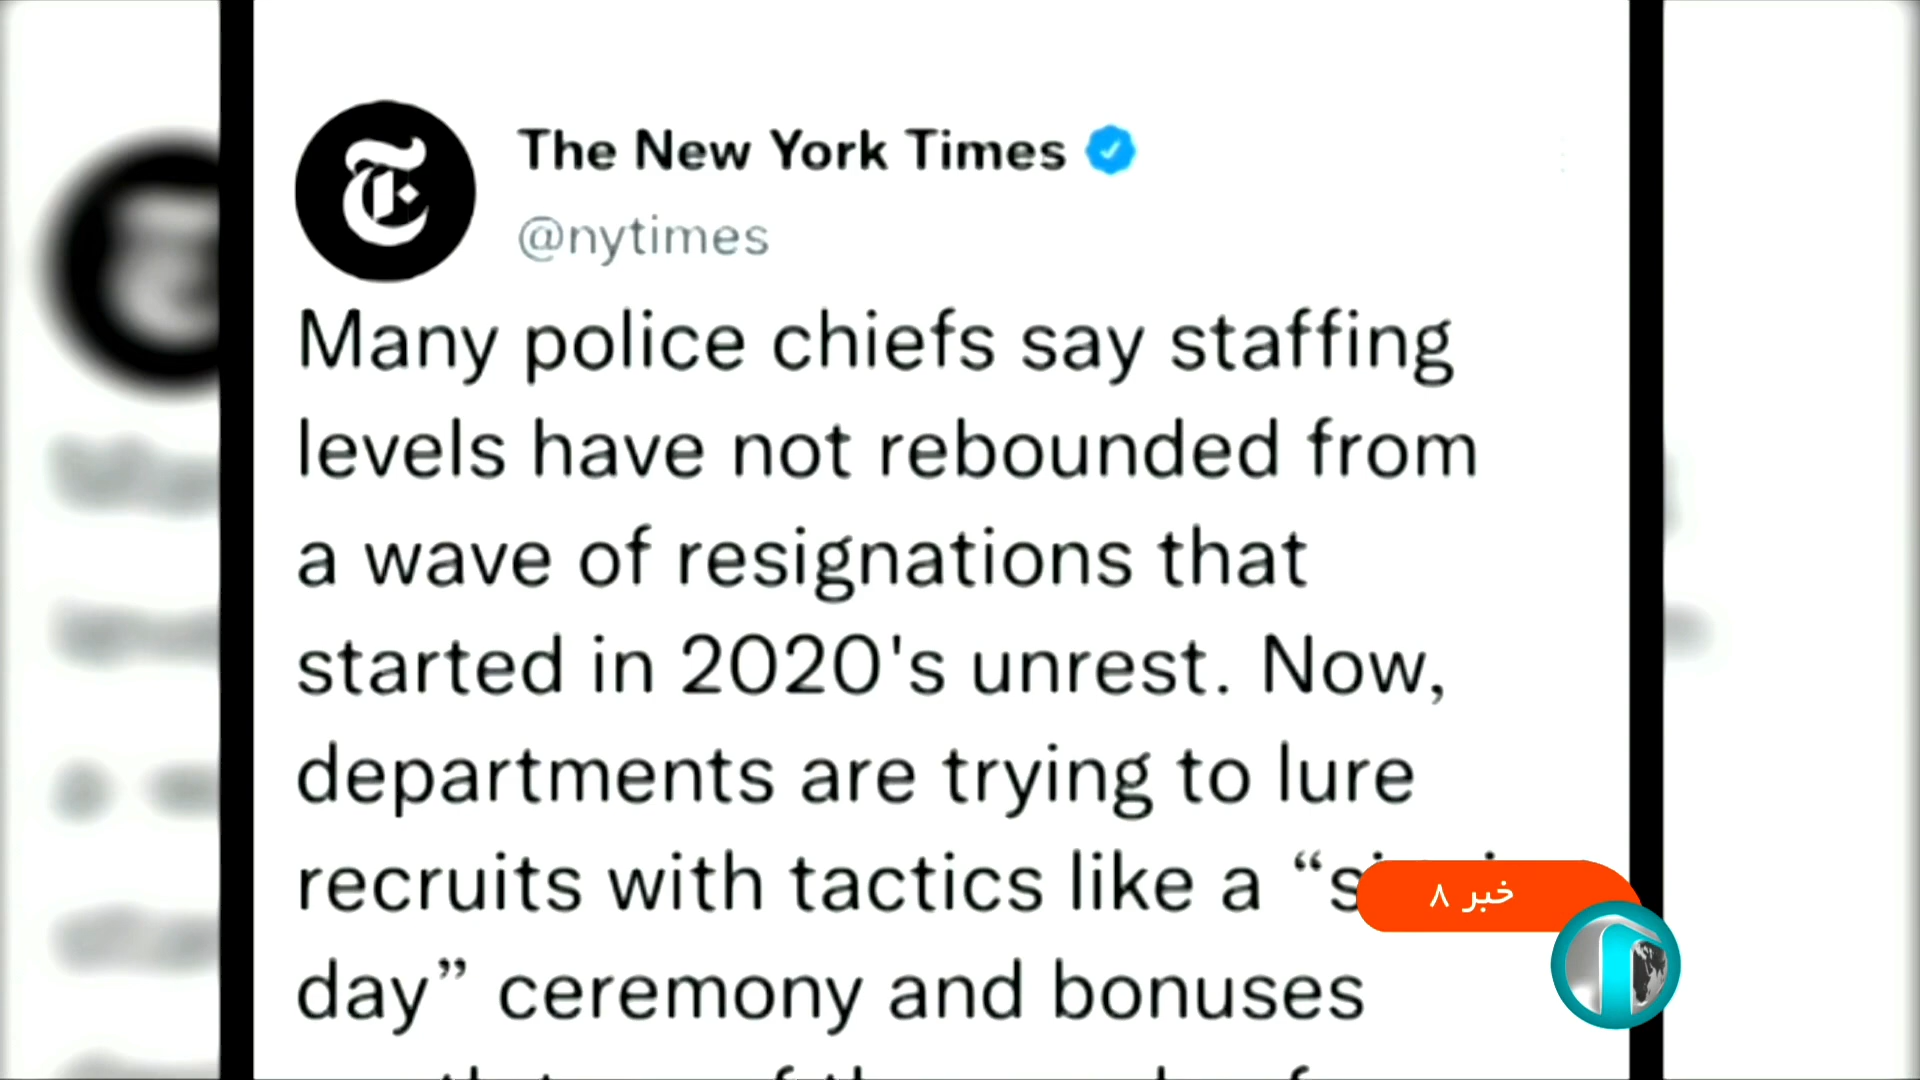 The New York Times
@nytimes
Many police chiefs say staffing
levels have not rebounded from
a wave of resignations that
started in 2020's unrest. Now,
departments are trying to lure
recruits with tactics like a
خبر ۸
day” ceremony and bonuses